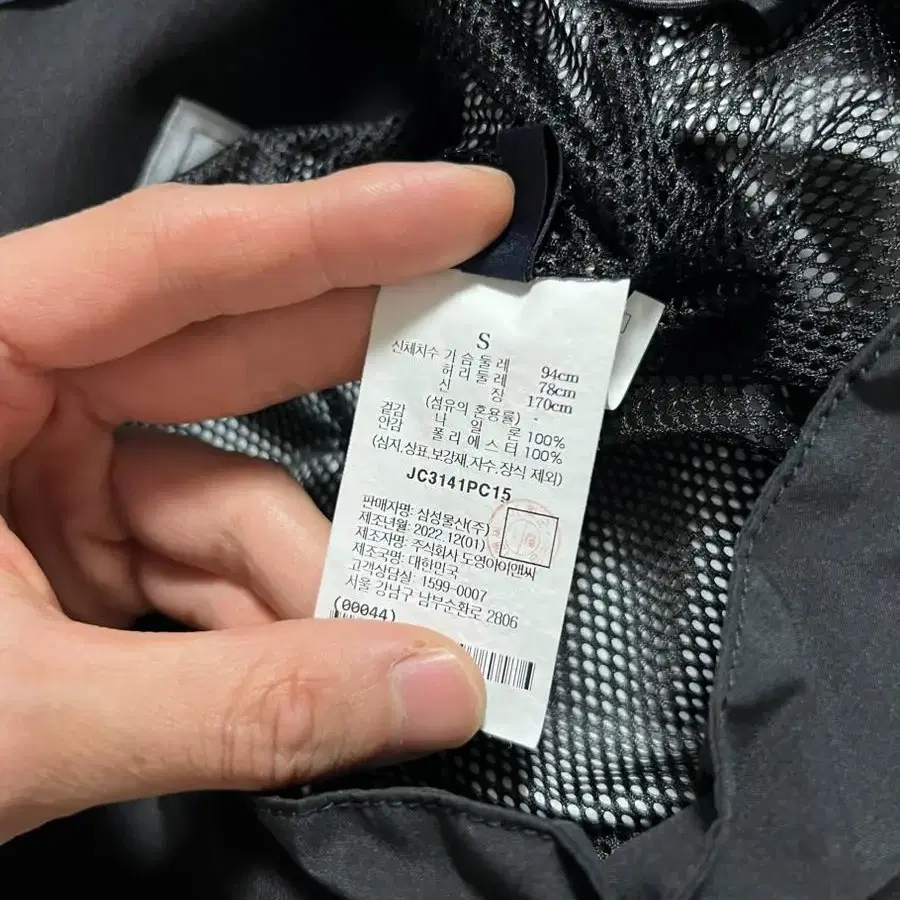 S
신체치수 가슴둘레 94cm
허리둘레 78cm
신장 170cm
(섬유의 혼용률)
겉감 나일론 100%
안감 폴리에스터 100%
(심지,상표,보강재,자수,장식 제외)
JC3141PC15
판매자명: 삼성물산(주)
제조년월: 2022.12(01)
제조자명: 주식회사 도영아이앤씨
제조국명: 대한민국
고객상담실: 1599-0007
서울 강남구 남부순환로 2806
(00044)